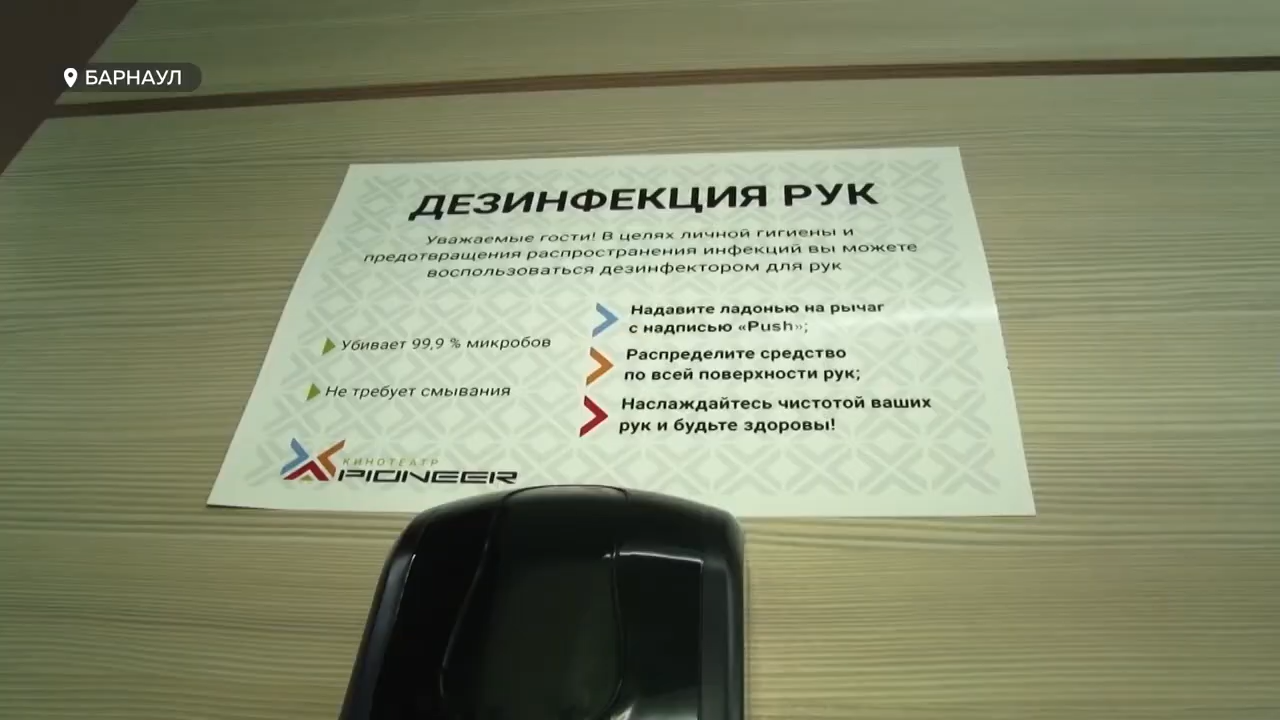 БАРНАУЛ
ДЕЗИНФЕКЦИЯ РУК
Уважаемые гости! В целях личной гигиены и
предотвращения распространения инфекций вы можете
воспользоваться дезинфектором для рук
Убивает 99,9 % микробов
Не требует смывания
Надавите ладонью на рычаг
с надписью «Push»;
Распределите средство
по всей поверхности рук;
Наслаждайтесь чистотой ваших
рук и будьте здоровы!
КИНОТЕАТР
PIONEER